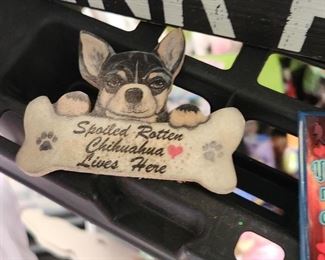 Spoiled Rotten
Chihuahua
Lives Here